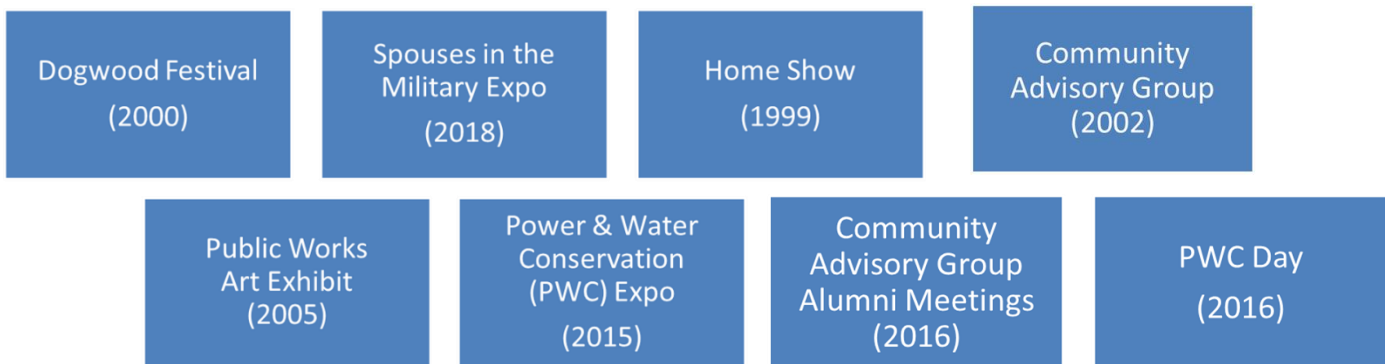 Dogwood Festival
(2000)
Spouses in the
Military Expo
(2018)
Home Show
(1999)
Community
Advisory Group
(2002)
Public Works
Art Exhibit
(2005)
Power & Water
Conservation
(PWC) Expo
(2015)
Community
Advisory Group
Alumni Meetings
(2016)
PWC Day
(2016)